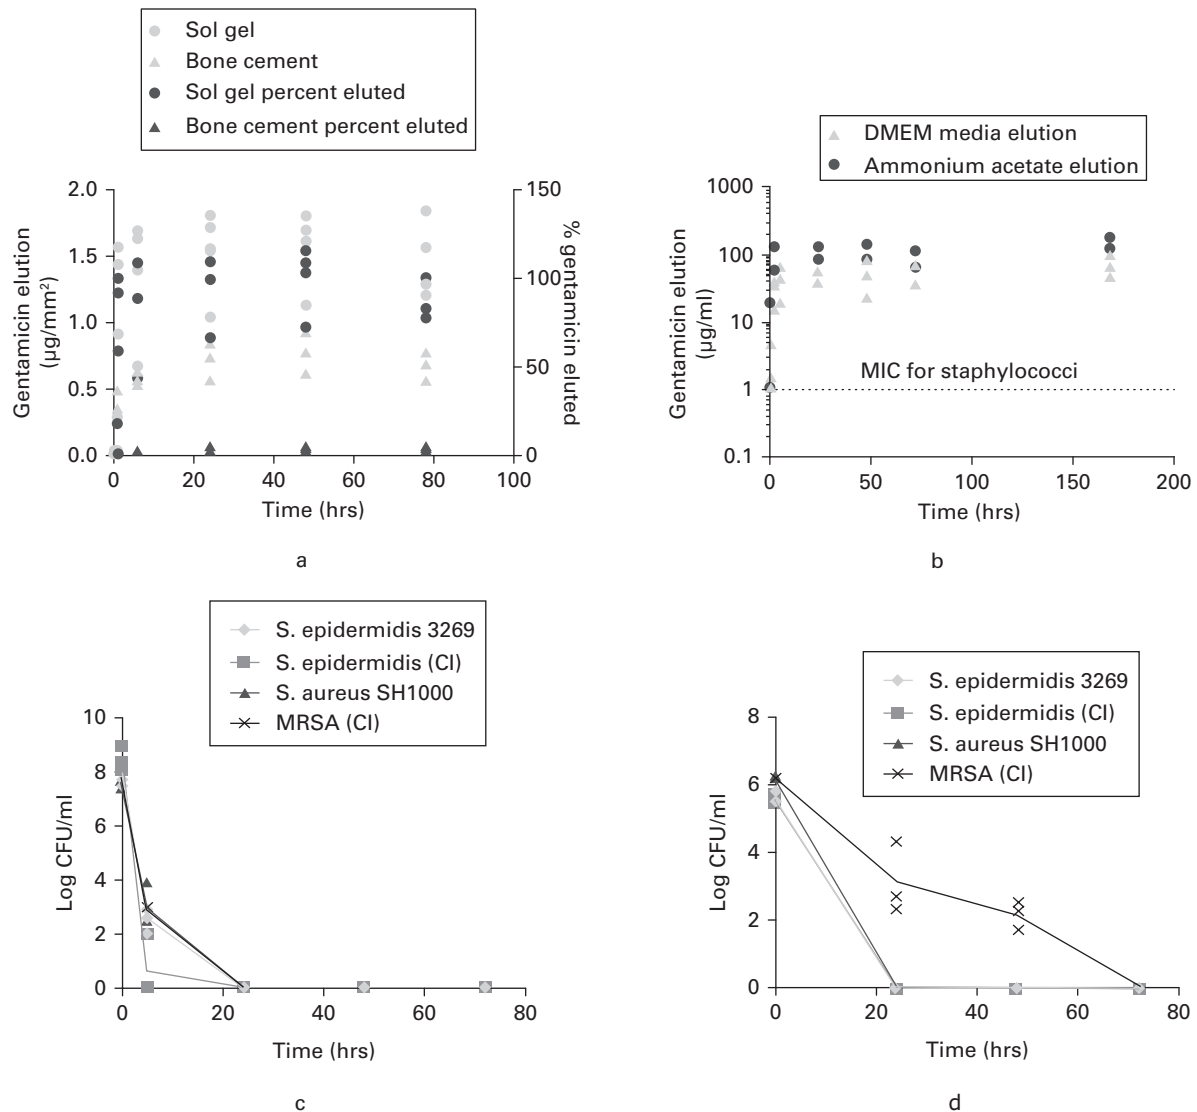 Sol gel
Bone cement
Sol gel percent eluted
Bone cement percent eluted
2.0
1.5
1.0
0.5
0.0
Gentamicin elution
(µg/mm²)
150
100
50
0
% gentamicin eluted
0 20 40 60 80 100
Time (hrs)
a
DMEM media elution
Ammonium acetate elution
1000
100
10
1
0.1
Gentamicin elution
(µg/ml)
MIC for staphylococci
0 50 100 150 200
Time (hrs)
b
S. epidermidis 3269
S. epidermidis (CI)
S. aureus SH1000
MRSA (CI)
10
8
6
4
2
0
Log CFU/ml
0 20 40 60 80
Time (hrs)
c
S. epidermidis 3269
S. epidermidis (CI)
S. aureus SH1000
MRSA (CI)
8
6
4
2
0
Log CFU/ml
0 20 40 60 80
Time (hrs)
d